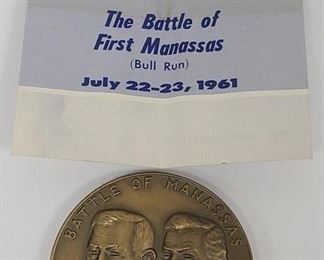 The Battle of
First Manassas
(Bull Run)
July 22-23, 1961
BATTLE OF MANASSAS